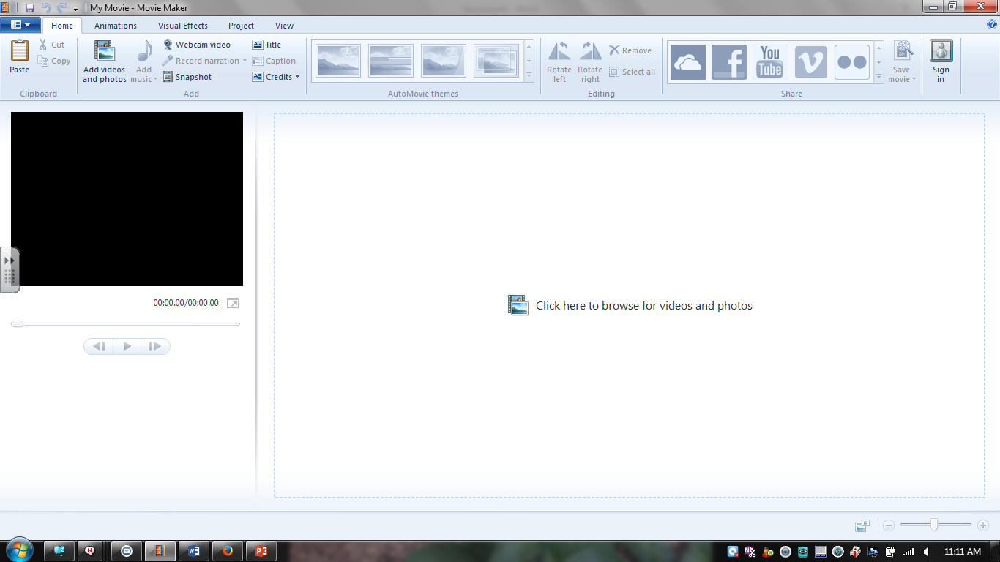 My Movie - Movie Maker
Home Animations Visual Effects Project View
Paste
Cut
Copy
Clipboard
Add videos
and photos
Add
music
Webcam video
Record narration
Snapshot
Title
Caption
Credits
Add
AutoMovie themes
Rotate
left
Rotate
right
Remove
Select all
Editing
You
Tube
Save
movie
Share
Sign
in
00:00.00/00:00.00
Click here to browse for videos and photos
11:11 AM